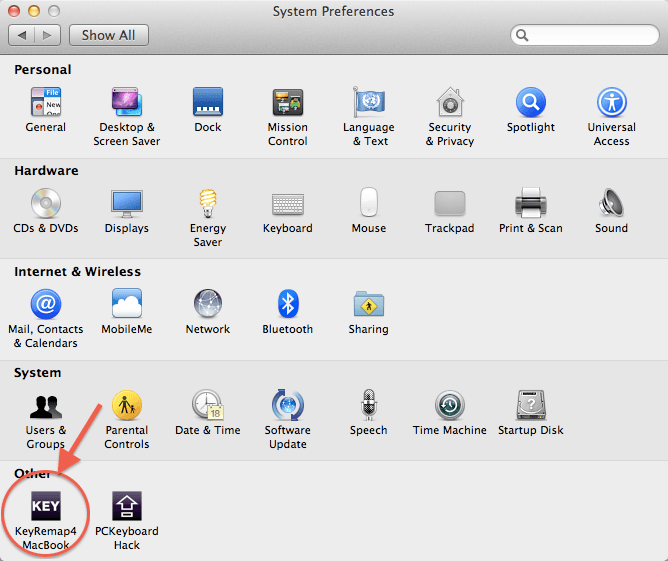 System Preferences
Show All
Personal
File
New
General
Desktop &
Screen Saver
Dock
Mission
Control
Language
& Text
Security
& Privacy
Spotlight
Universal
Access
Hardware
CDs & DVDs
Displays
Energy
Saver
Keyboard
Mouse
Trackpad
Print & Scan
Sound
Internet & Wireless
@
Mail, Contacts
& Calendars
MobileMe
Network
Bluetooth
Sharing
System
18
Users &
Groups
Parental
Controls
Date & Time
Software
Update
Speech
Time Machine
Startup Disk
Other
KEY
KeyRemap4
MacBook
PCKeyboard
Hack